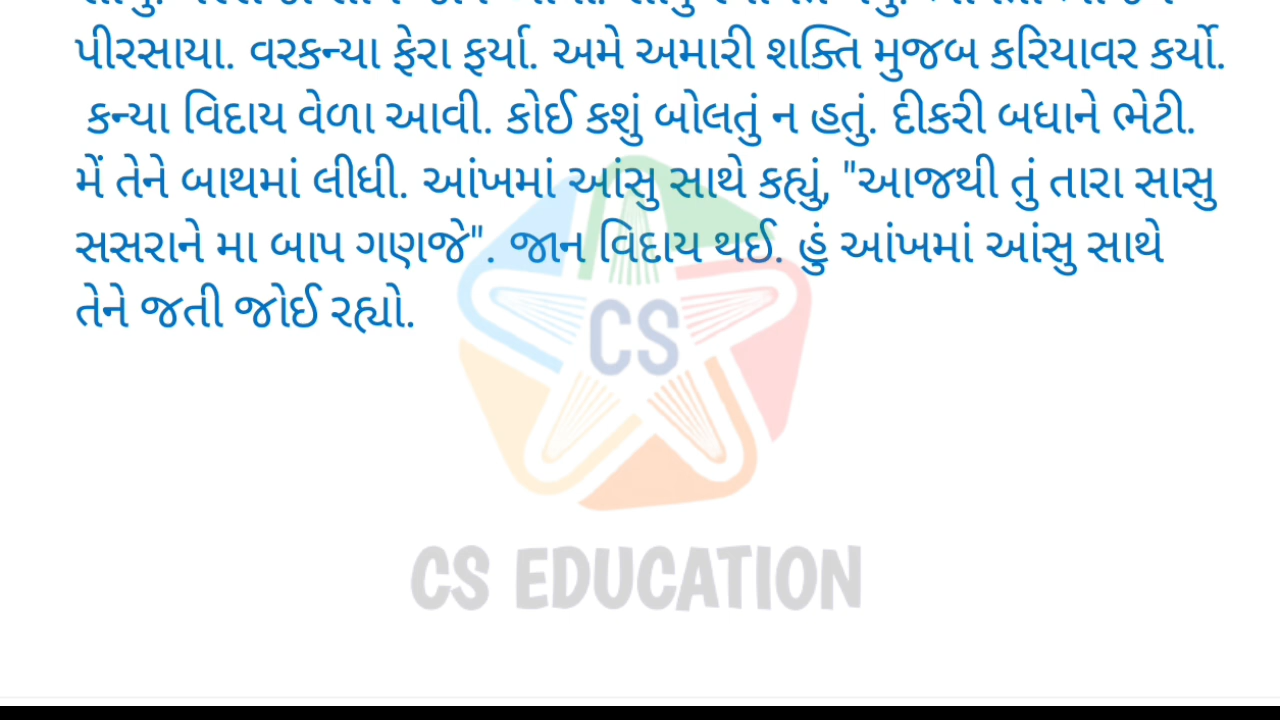 પીરસાયા. વરકન્યા ફેરા ફર્યા. અમે અમારી શક્તિ મુજબ કરિયાવર કર્યો.
કન્યા વિદાય વેળા આવી. કોઈ કશું બોલતું ન હતું. દીકરી બધાને ભેટી.
મેં તેને બાથમાં લીધી. આંખમાં આંસુ સાથે કહ્યું, "આજથી તું તારા સાસુ
સસરાને મા બાપ ગણજે". જાન વિદાય થઈ. હું આંખમાં આંસુ સાથે
તેને જતી જોઈ રહ્યો.
CS
CS EDUCATION